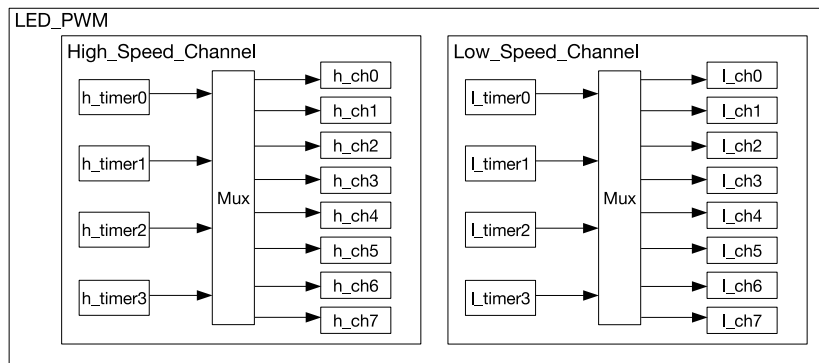 LED_PWM
High_Speed_Channel
h_timer0
h_timer1
h_timer2
h_timer3
Mux
h_ch0
h_ch1
h_ch2
h_ch3
h_ch4
h_ch5
h_ch6
h_ch7
Low_Speed_Channel
l_timer0
l_timer1
l_timer2
l_timer3
Mux
l_ch0
l_ch1
l_ch2
l_ch3
l_ch4
l_ch5
l_ch6
l_ch7